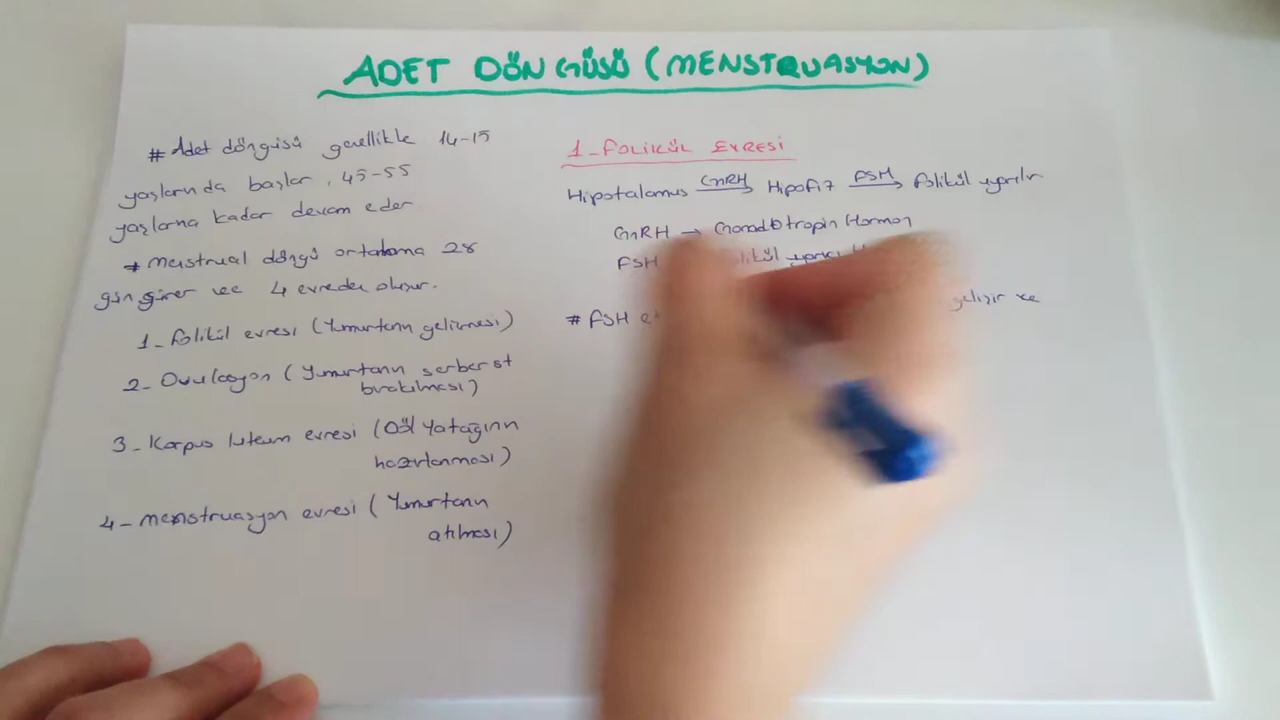 ADET DÖNGÜSÜ (MENSTRUASYON)
# Adet döngüsü genellikle 14-15
yaşlarında başlar, 45-55
yaşlarına kadar devam eder
* menstrual döngü ortalama 28
gün sürer ve 4 evreden oluşur.
1- folikül evresi (Yumurtanın gelişmesi)
2- Ovulasyon (Yumurtanın serbest
bırakılması)
3- Korpus luteum evresi (Döl Yatağının
hazırlanması)
4- menstruasyon evresi (Yumurtanın
atılması)
1- FOLİKÜL EVRESİ
Hipotalamus GnRH Hipofiz FSH folikül uyarılır
GnRH → Gonadotropin Hormon
FSH
# FSH gelişir ve